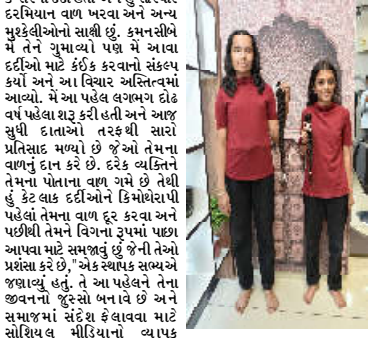 દરમિયાન વાળ ખરવા અને અન્ય
મુશ્કેલીઓનો સાક્ષી છું. કમનસીબે
મેં તેને ગુમાવ્યો પણ મેં આવા
દર્દીઓ માટે કંઈક કરવાનો સંકલ્પ
કર્યો અને આ વિચાર અસ્તિત્વમાં
આવ્યો. મેં આ પહેલ લગભગ દોઢ
વર્ષ પહેલા શરૂ કરી હતી અને આજ
સુધી દાતાઓ તરફથી સારો
પ્રતિસાદ મળ્યો છે જેઓ તેમના
વાળનું દાન કરે છે. દરેક વ્યક્તિને
તેમના પોતાના વાળ ગમે છે તેથી
હું કેટલાક દર્દીઓને કિમોથેરાપી
પહેલાં તેમના વાળ દૂર કરવા અને
પછીથી તેમને વિગના રૂપમાં પાછા
આપવા માટે સમજાવું છું જેની તેઓ
પ્રશંસા કરે છે,"એક સ્થાપક સભ્યએ
જણાવ્યું હતું. તે આ પહેલને તેના
જીવનનો જુસ્સો બનાવે છે અને
સમાજમાં સંદેશ ફેલાવવા માટે
સોશિયલ મીડિયાનો વ્યાપક